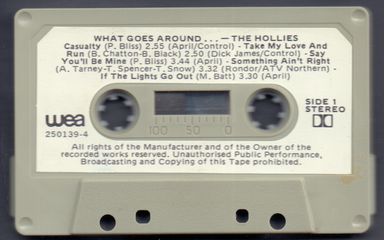 WHAT GOES AROUND . . . — THE HOLLIES
Casualty (P. Bliss) 2.55 (April/Control) - Take My Love And
Run (B. Chatton-B. Black) 2.50 (Dick James/Control) - Say
You'll Be Mine (P. Bliss) 3.44 (April) - Something Ain't Right
(A. Tarney-T. Spencer-T. Snow) 3.32 (Rondor/ATV Northern) -
If The Lights Go Out (M. Batt) 3.30 (April)
wea
250139-4
100 50 0
SIDE 1
STEREO
All rights of the Manufacturer and of the Owner of the
recorded works reserved. Unauthorised Public Performance,
Broadcasting and Copying of this Tape prohibited.